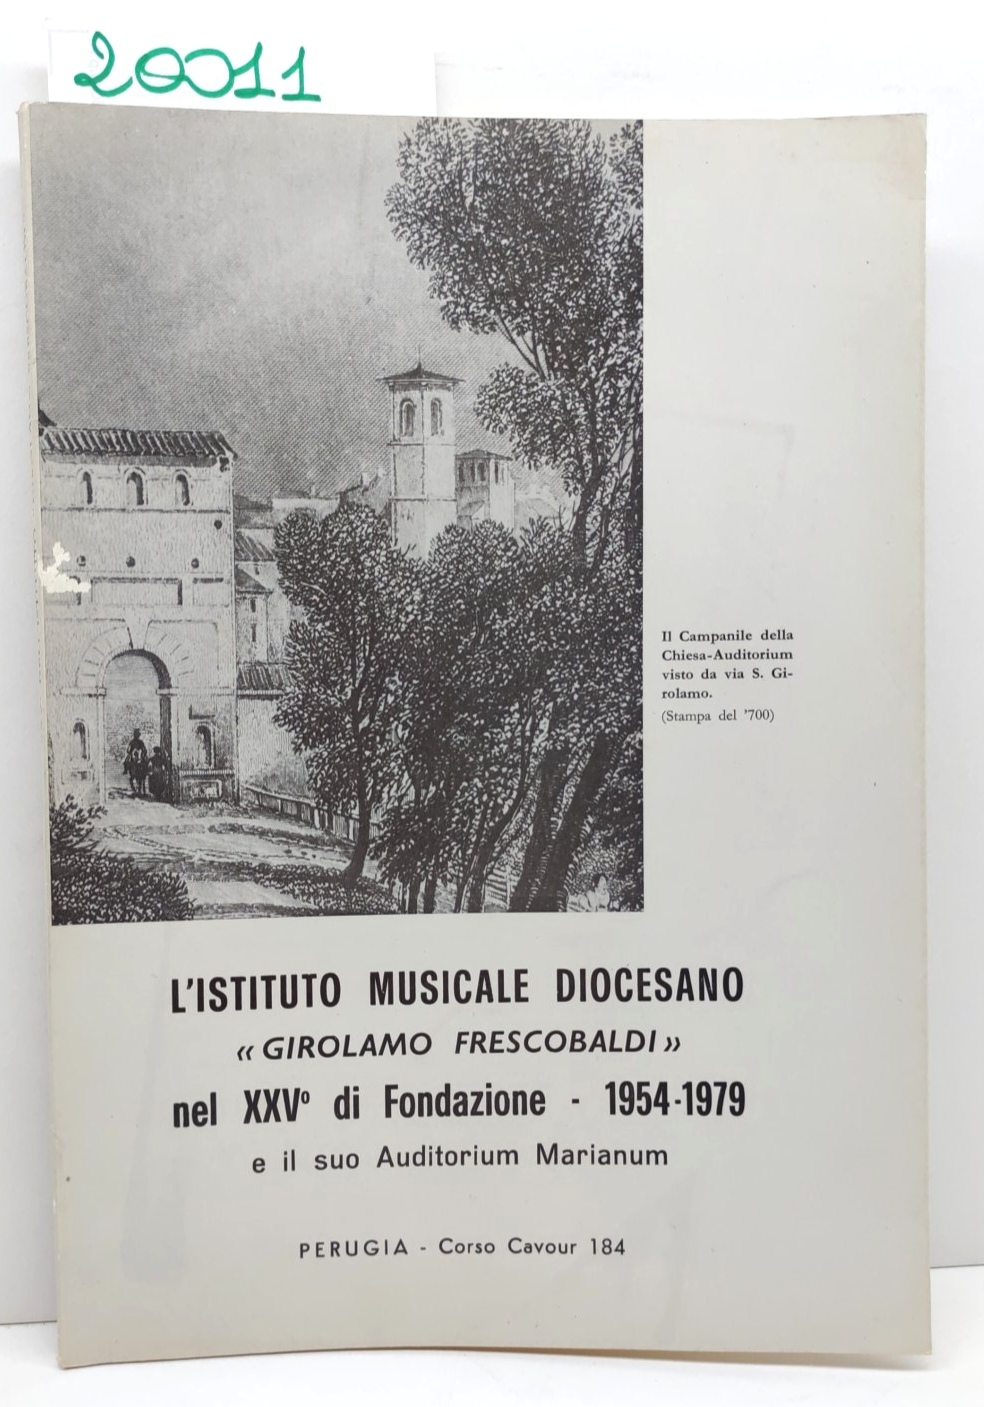 20011
Il Campanile della
Chiesa-Auditorium
visto da via S. Gi-
rolamo.
(Stampa del '700)
L'ISTITUTO MUSICALE DIOCESANO
« GIROLAMO FRESCOBALDI »
nel XXVº di Fondazione - 1954-1979
e il suo Auditorium Marianum
PERUGIA - Corso Cavour 184